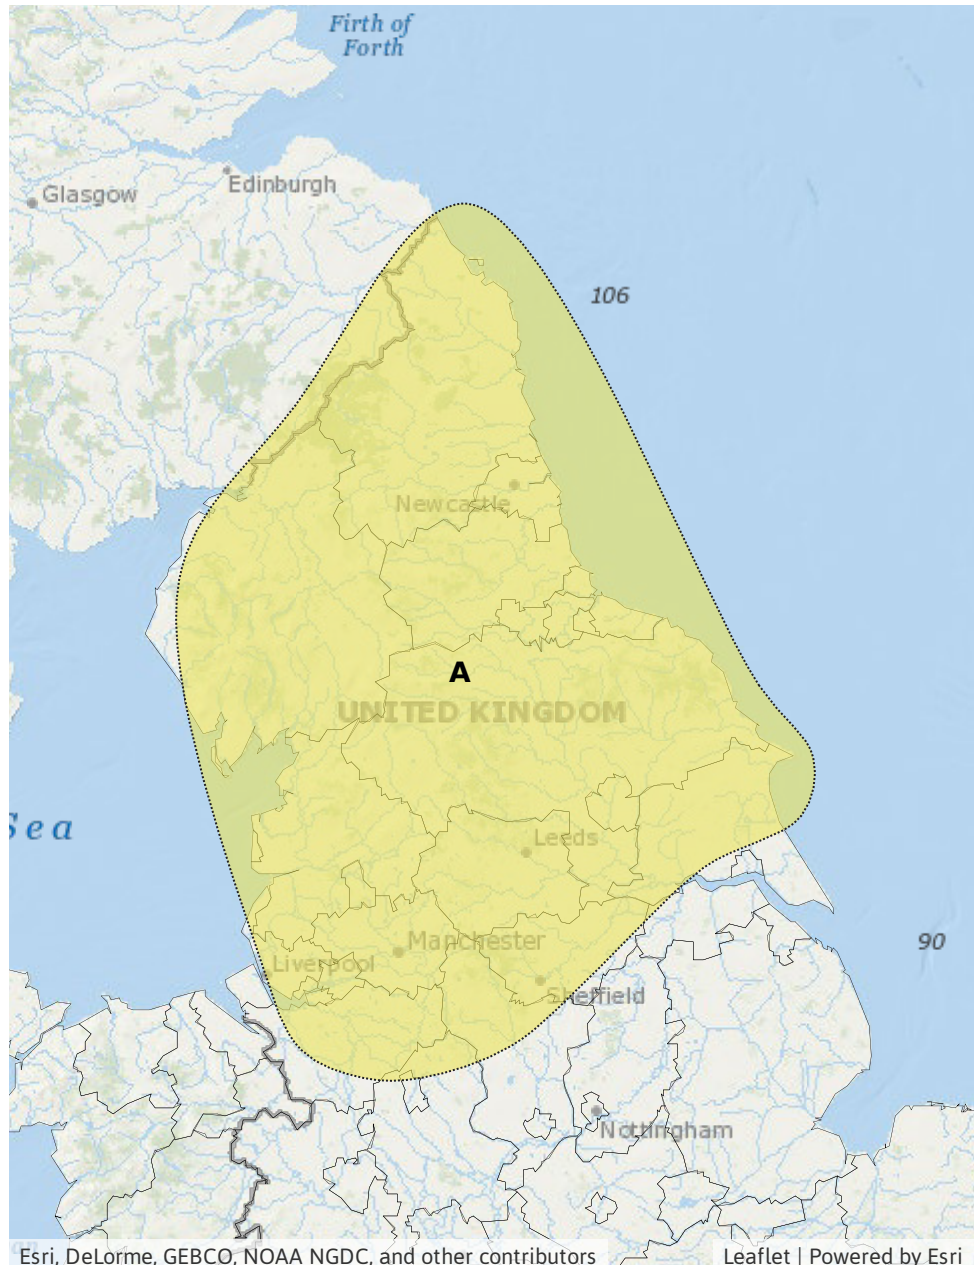 Firth of
Forth
Edinburgh
Glasgow
106
Newcastle
A
UNITED KINGDOM
Sea
Leeds
Manchester
90
Liverpool
Sheffield
Nottingham
Esri, DeLorme, GEBCO, NOAA NGDC, and other contributors
Leaflet | Powered by Esri